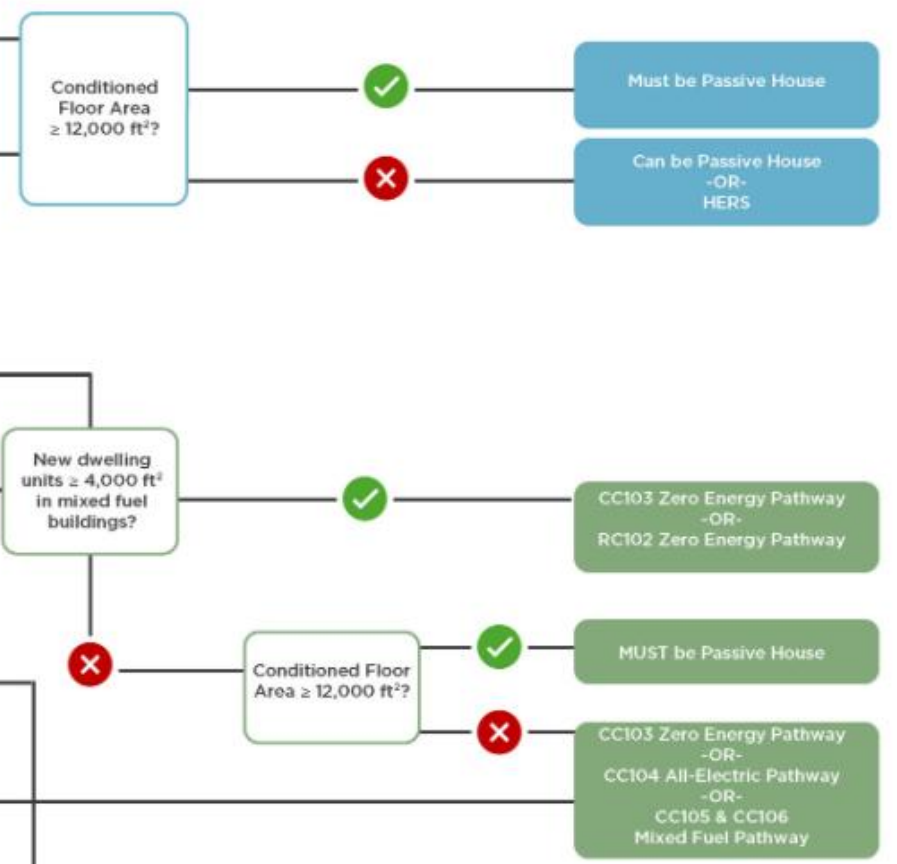 Conditioned
Floor Area
≥ 12,000 ft²?
Must be Passive House
Can be Passive House
-OR-
HERS
New dwelling
units ≥ 4,000 ft²
in mixed fuel
buildings?
CC103 Zero Energy Pathway
-OR-
RC102 Zero Energy Pathway
Conditioned Floor
Area ≥ 12,000 ft²?
MUST be Passive House
CC103 Zero Energy Pathway
-OR-
CC104 All-Electric Pathway
-OR-
CC105 & CC106
Mixed Fuel Pathway